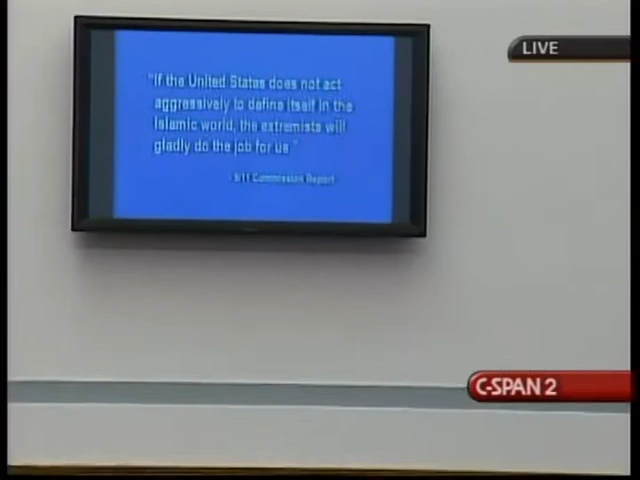 LIVE
"If the United States does not act
aggressively to define itself in the
Islamic world, the extremists will
gladly do the job for us."
- 9/11 Commission Report
C-SPAN 2